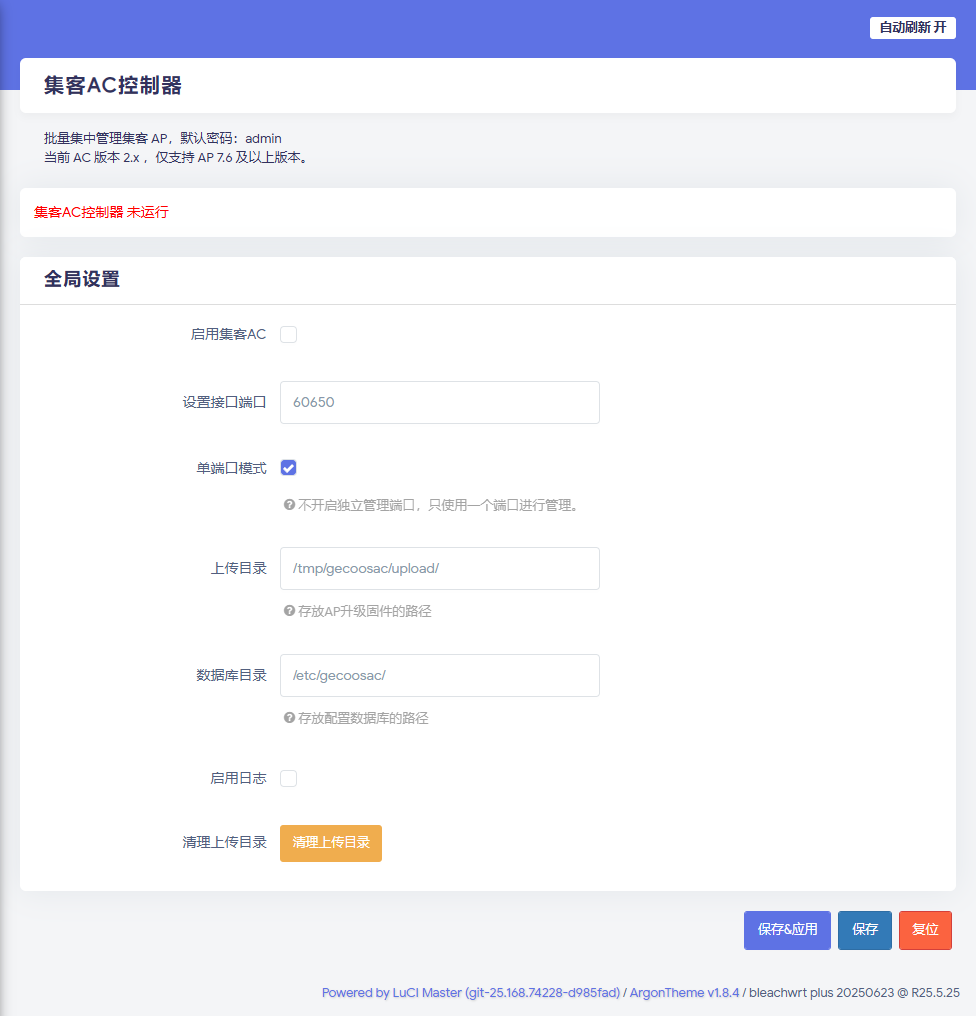 自动刷新 开
集客AC控制器
批量集中管理集客 AP，默认密码：admin
当前 AC 版本 2.x ，仅支持 AP 7.6 及以上版本。
集客AC控制器 未运行
全局设置
启用集客AC
设置接口端口 60650
单端口模式
不开启独立管理端口，只使用一个端口进行管理。
上传目录 /tmp/gecoosac/upload/
存放AP升级固件的路径
数据库目录 /etc/gecoosac/
存放配置数据库的路径
启用日志
清理上传目录 清理上传目录
保存&应用 保存 复位
Powered by LuCI Master (git-25.168.74228-d985fad) / ArgonTheme v1.8.4 / bleachwrt plus 20250623 @ R25.5.25